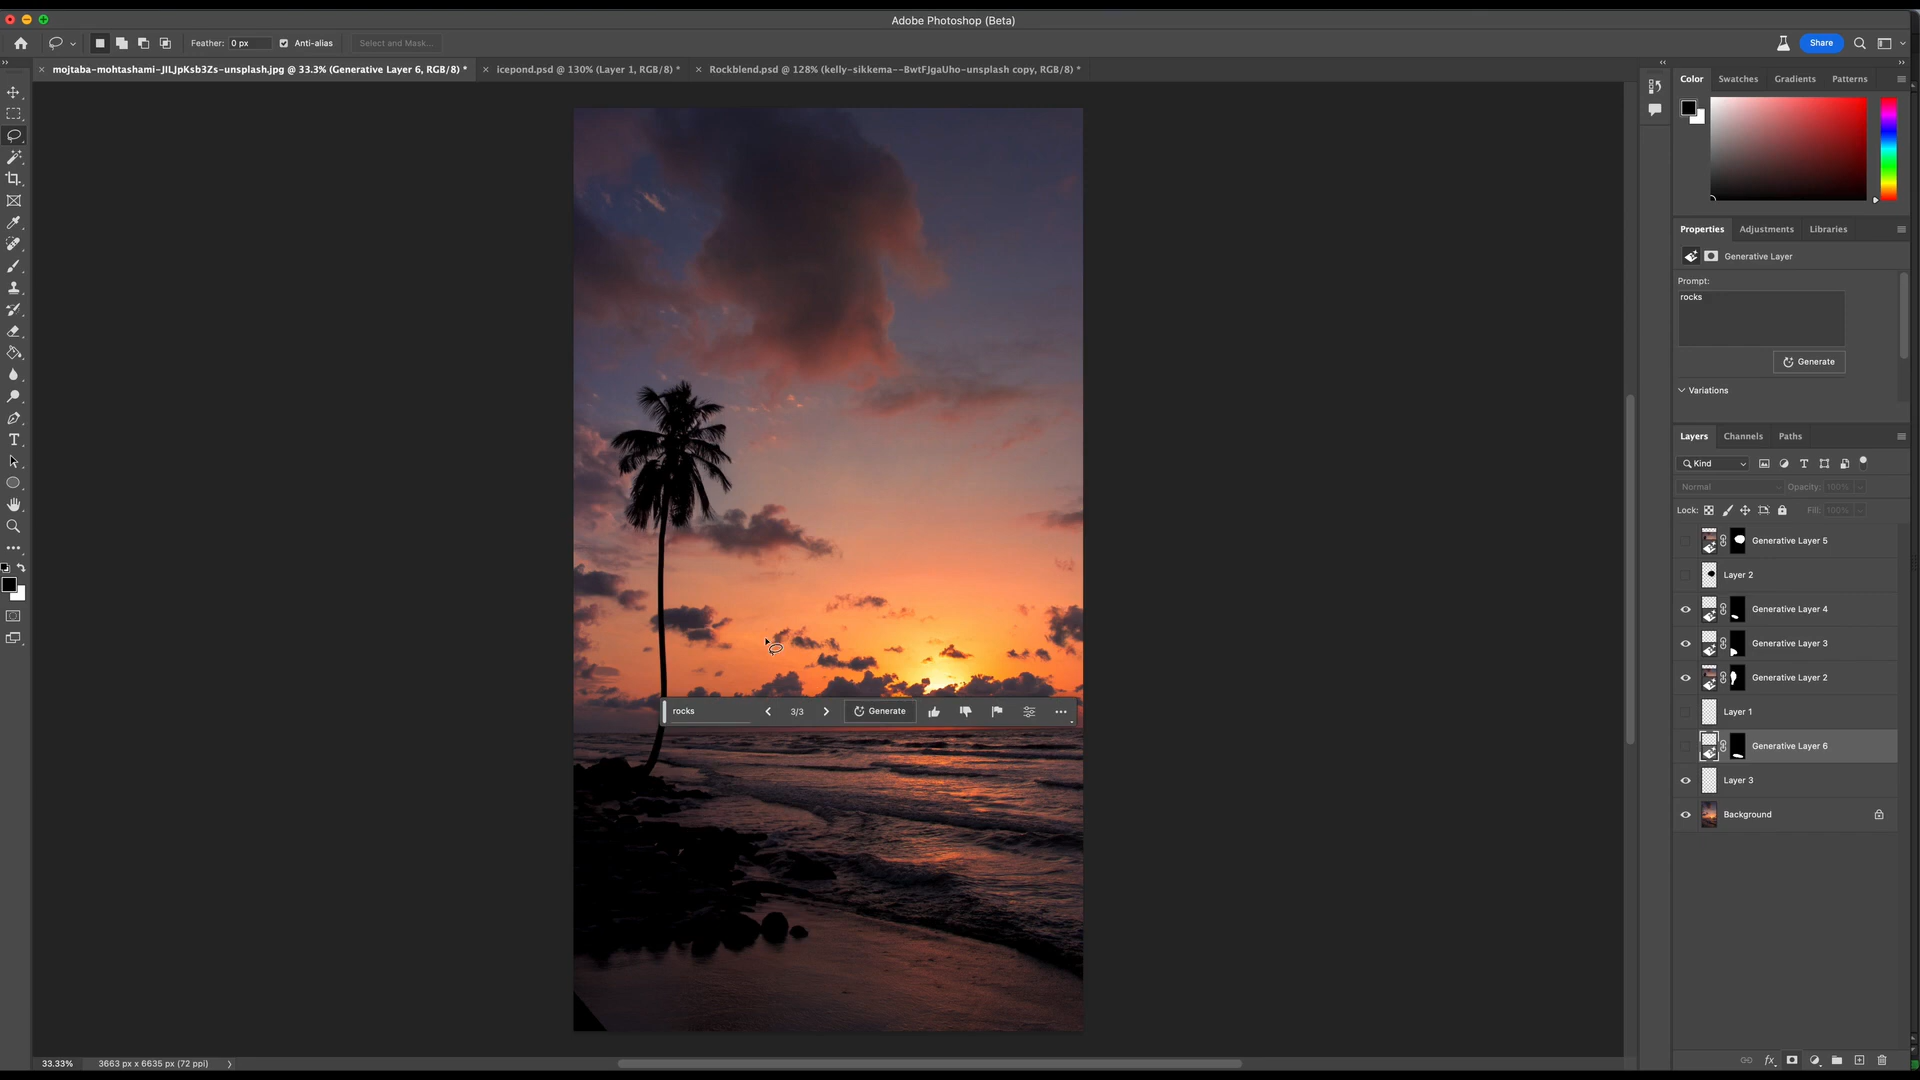 Adobe Photoshop (Beta)
Feather: 0 px Anti-alias Select and Mask... Share
mojtaba-mohtashami-JILJpKsb3Zs-unsplash.jpg @ 33.3% (Generative Layer 6, RGB/8) * icepond.psd @ 130% (Layer 1, RGB/8) * Rockblend.psd @ 128% (kelly-sikkema--BwtFJgaUho-unsplash copy, RGB/8) *
Color Swatches Gradients Patterns
Properties Adjustments Libraries
Generative Layer
Prompt:
rocks
Generate
Variations
Layers Channels Paths
Kind
Normal Opacity: 100%
Lock: Fill: 100%
Generative Layer 5
Layer 2
Generative Layer 4
Generative Layer 3
Generative Layer 2
Layer 1
Generative Layer 6
Layer 3
Background
rocks 3/3 Generate
33.33% 3663 px x 6635 px (72 ppi)